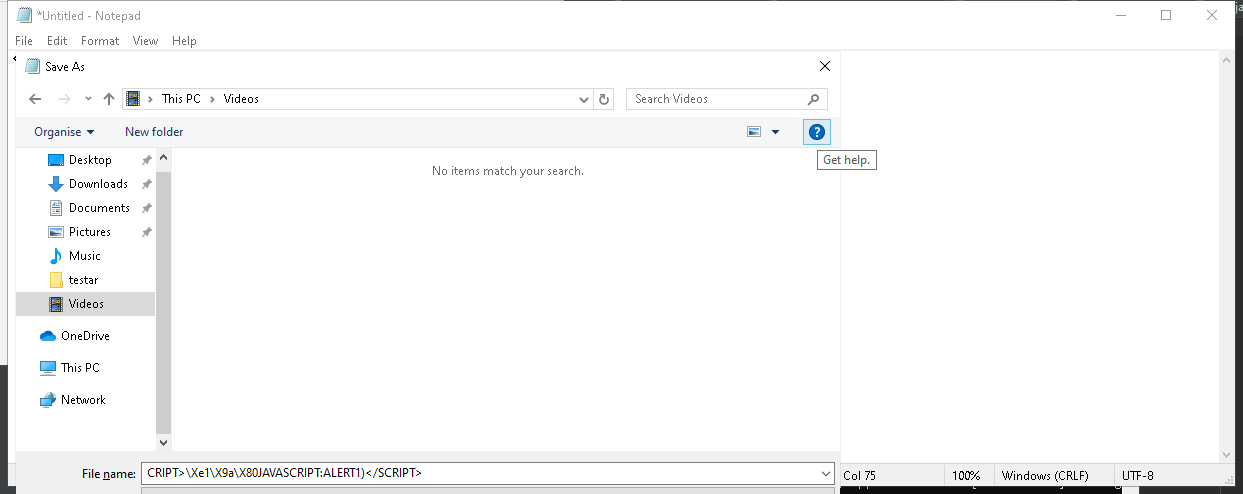 *Untitled - Notepad
File Edit Format View Help
Save As
This PC Videos
Search Videos
Organise New folder
Get help.
Desktop
No items match your search.
Downloads
Documents
Pictures
Music
testar
Videos
OneDrive
This PC
Network
File name: CRIPT>\Xe1\X9a\X80JAVASCRIPT:ALERT1)</SCRIPT>
Col 75 100% Windows (CRLF) UTF-8